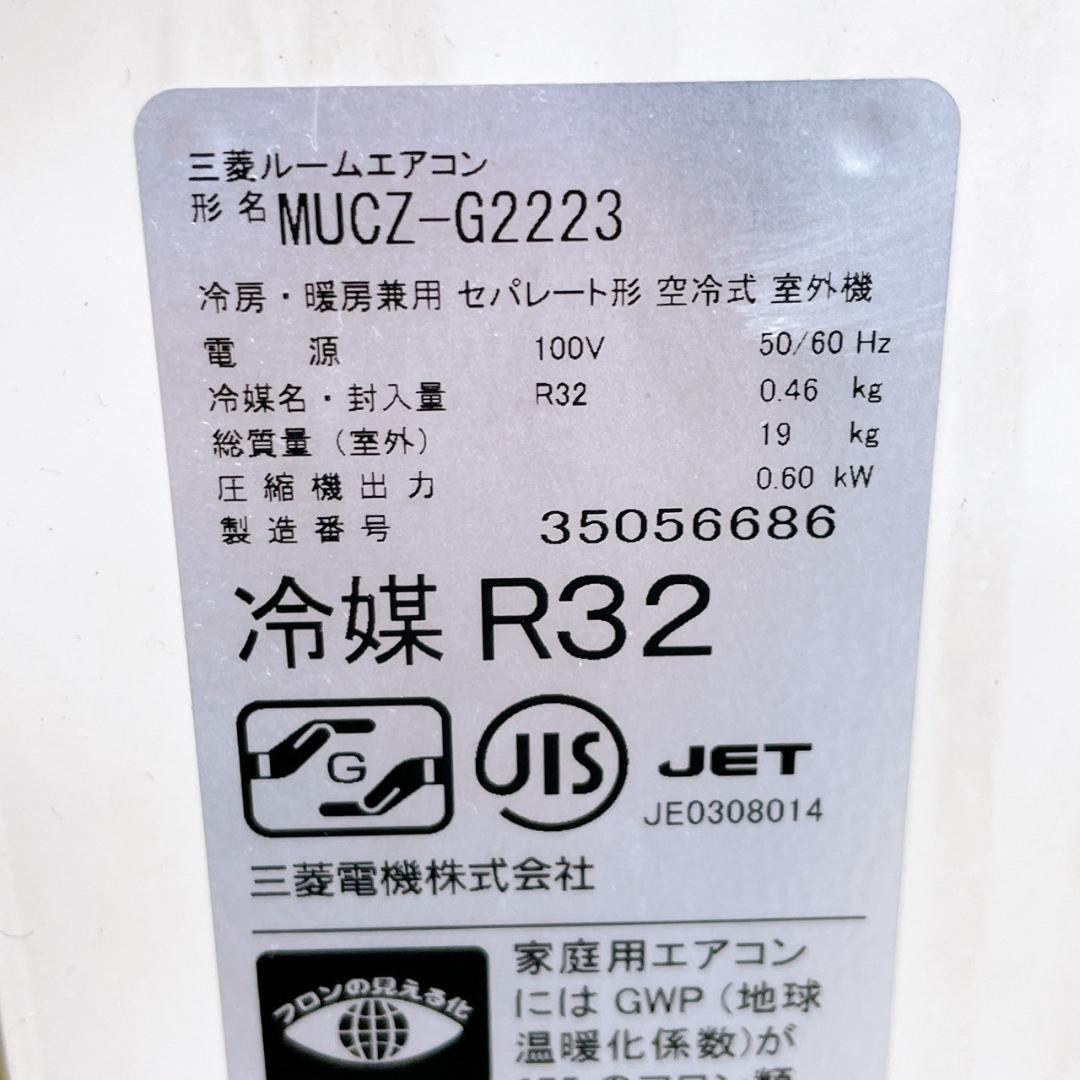 三菱ルームエアコン
形名 MUCZ-G2223
冷房・暖房兼用 セパレート形 空冷式 室外機
電源 100V 50/60 Hz
冷媒名・封入量 R32 0.46 kg
総質量(室外) 19 kg
圧縮機出力 0.60 kW
製造番号 35056686
冷媒 R32
G
JIS
JET
JE0308014
三菱電機株式会社
フロンの見える化
家庭用エアコン
には GWP (地球
温暖化係数)が